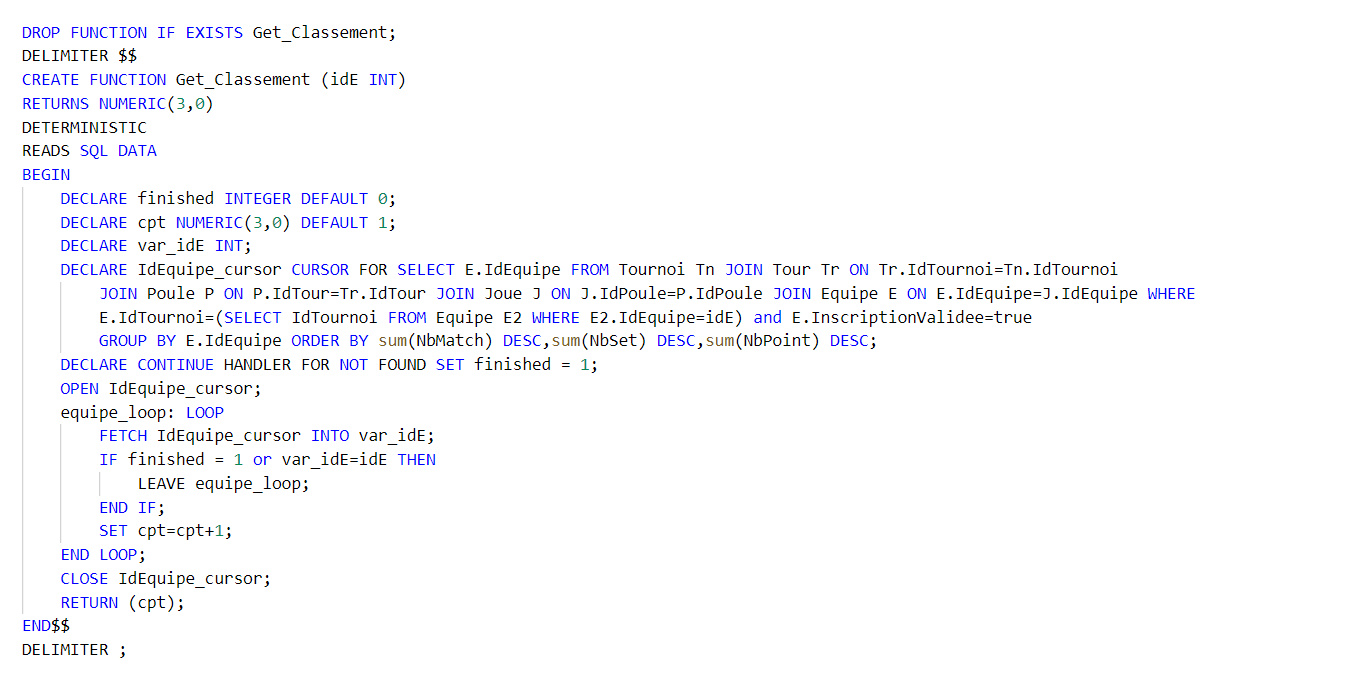 DROP FUNCTION IF EXISTS Get_Classement;
DELIMITER $$
CREATE FUNCTION Get_Classement (idE INT)
RETURNS NUMERIC(3,0)
DETERMINISTIC
READS SQL DATA
BEGIN
    DECLARE finished INTEGER DEFAULT 0;
    DECLARE cpt NUMERIC(3,0) DEFAULT 1;
    DECLARE var_idE INT;
    DECLARE IdEquipe_cursor CURSOR FOR SELECT E.IdEquipe FROM Tournoi Tn JOIN Tour Tr ON Tr.IdTournoi=Tn.IdTournoi
        JOIN Poule P ON P.IdTour=Tr.IdTour JOIN Joue J ON J.IdPoule=P.IdPoule JOIN Equipe E ON E.IdEquipe=J.IdEquipe WHERE
        E.IdTournoi=(SELECT IdTournoi FROM Equipe E2 WHERE E2.IdEquipe=idE) and E.InscriptionValidee=true
        GROUP BY E.IdEquipe ORDER BY sum(NbMatch) DESC,sum(NbSet) DESC,sum(NbPoint) DESC;
    DECLARE CONTINUE HANDLER FOR NOT FOUND SET finished = 1;
    OPEN IdEquipe_cursor;
    equipe_loop: LOOP
        FETCH IdEquipe_cursor INTO var_idE;
        IF finished = 1 or var_idE=idE THEN
            LEAVE equipe_loop;
        END IF;
        SET cpt=cpt+1;
    END LOOP;
    CLOSE IdEquipe_cursor;
    RETURN (cpt);
END$$
DELIMITER ;